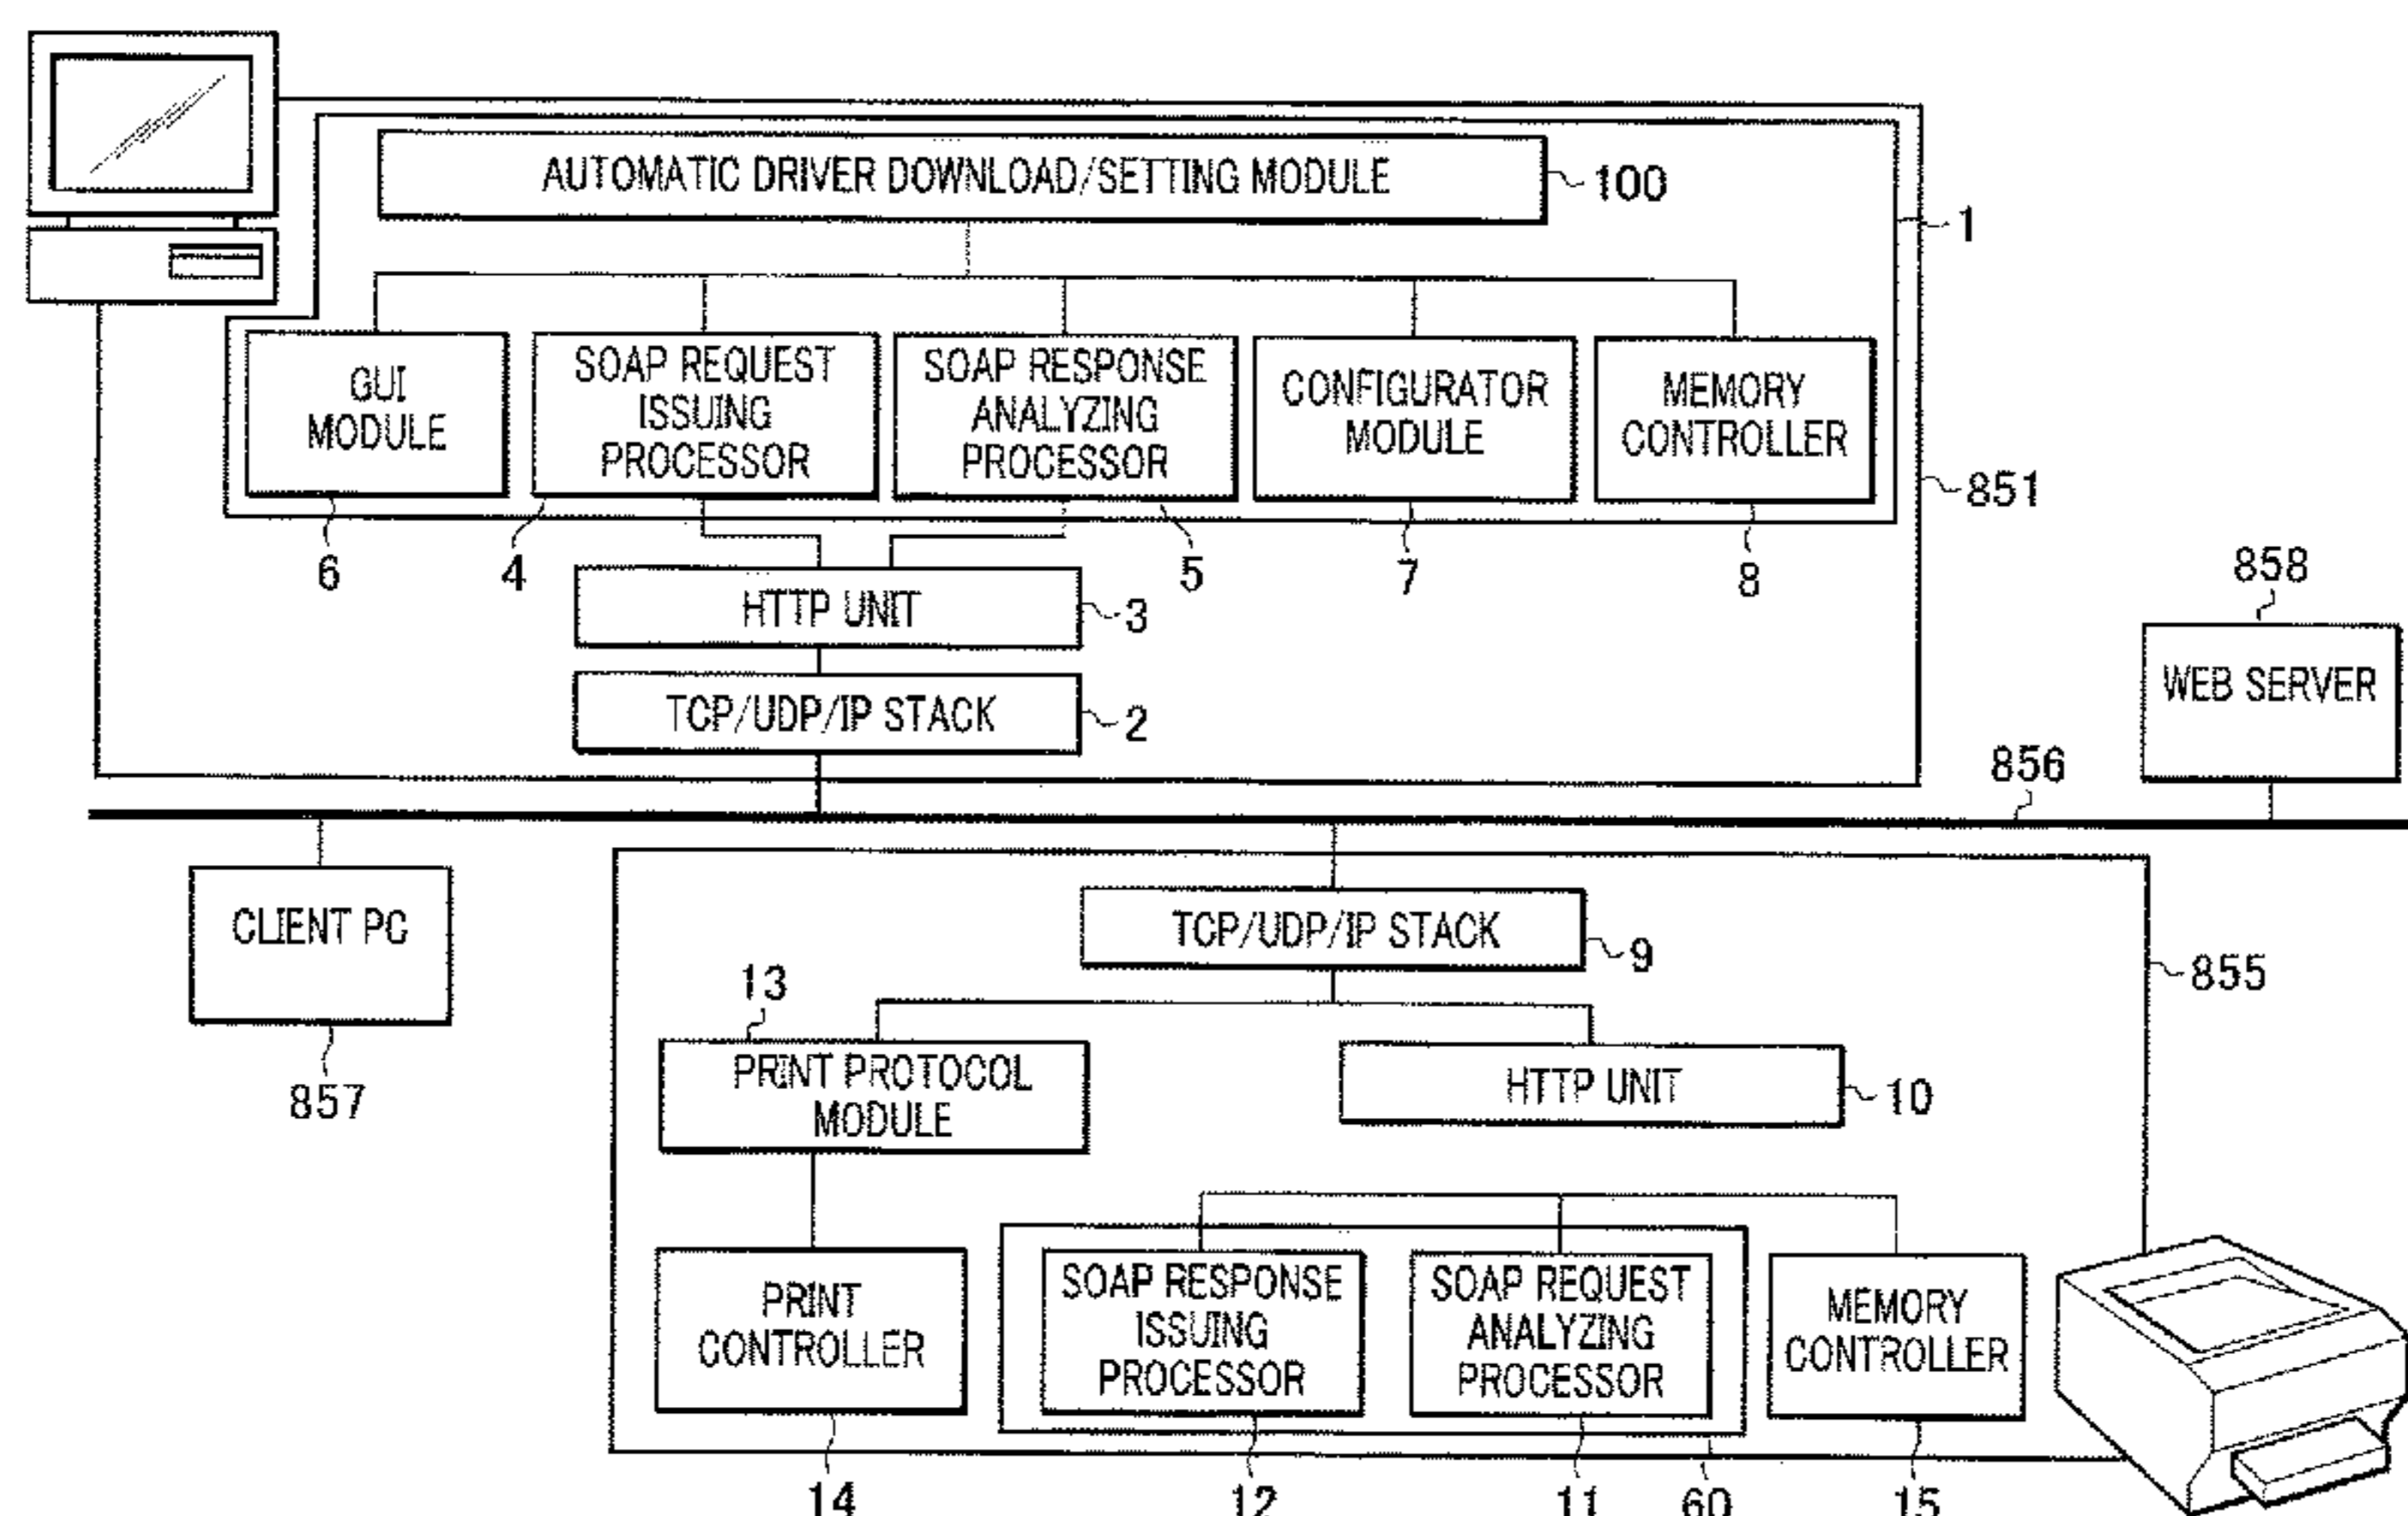 AUTOMATIC DRIVER DOWNLOAD/SETTING MODULE
100
1
GUI
MODULE
SOAP REQUEST
ISSUING
PROCESSOR
SOAP RESPONSE
ANALYZING
PROCESSOR
CONFIGURATOR
MODULE
MEMORY
CONTROLLER
851
6
4
5
7
8
HTTP UNIT
3
858
WEB SERVER
TCP/UDP/IP STACK
2
856
CLIENT PC
857
TCP/UDP/IP STACK
9
855
13
PRINT PROTOCOL
MODULE
HTTP UNIT
10
PRINT
CONTROLLER
SOAP RESPONSE
ISSUING
PROCESSOR
SOAP REQUEST
ANALYZING
PROCESSOR
MEMORY
CONTROLLER
14
12
11
60
15